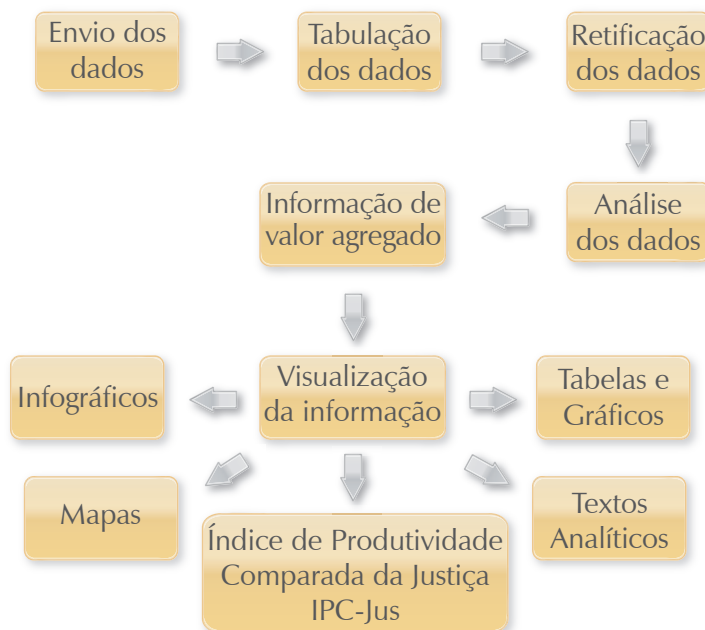 Envio dos
dados
Tabulação
dos dados
Retificação
dos dados
Informação de
valor agregado
Análise
dos dados
Infográficos
Visualização
da informação
Tabelas e
Gráficos
Mapas
Índice de Produtividade
Comparada da Justiça
IPC-Jus
Textos
Analíticos